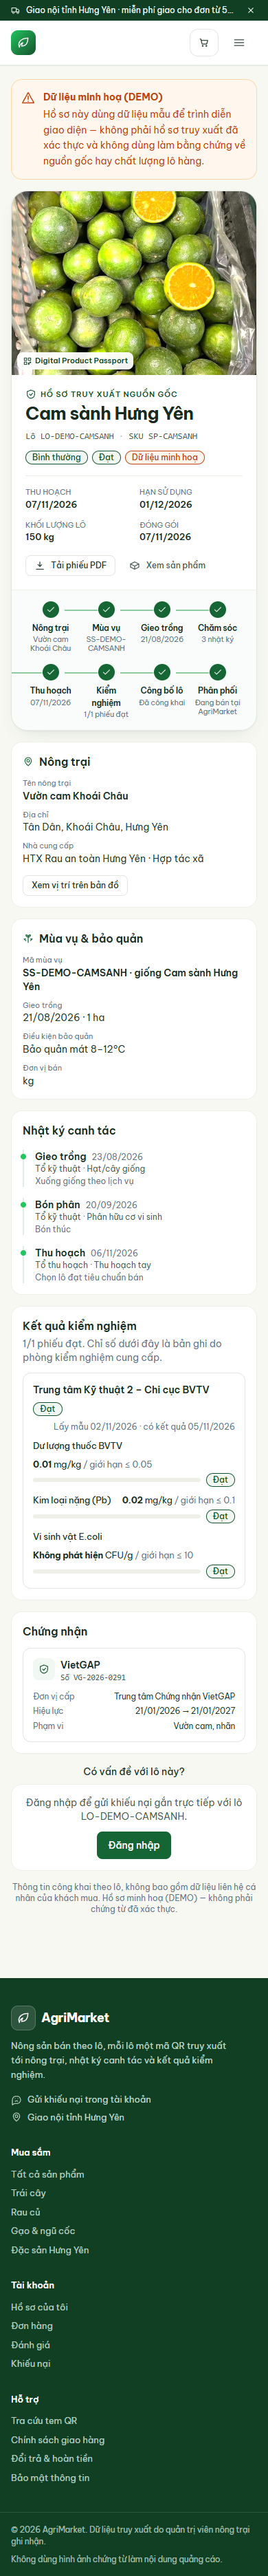 Giao nội tỉnh Hưng Yên · miễn phí giao cho đơn từ 5...
Dữ liệu minh hoạ (DEMO)
Hồ sơ này dùng dữ liệu mẫu để trình diễn
giao diện — không phải hồ sơ truy xuất đã
xác thực và không dùng làm bằng chứng về
nguồn gốc hay chất lượng lô hàng.
Digital Product Passport
HỒ SƠ TRUY XUẤT NGUỒN GỐC
Cam sành Hưng Yên
Lô LO-DEMO-CAMSANH · SKU SP-CAMSANH
Bình thường Đạt Dữ liệu minh hoạ
THU HOẠCH HẠN SỬ DỤNG
07/11/2026 01/12/2026
KHỐI LƯỢNG LÔ ĐÓNG GÓI
150 kg 07/11/2026
Tải phiếu PDF Xem sản phẩm
Nông trại Mùa vụ Gieo trồng Chăm sóc
Vườn cam SS-DEMO- 21/08/2026 3 nhật ký
Khoái Châu CAMSANH
Thu hoạch Kiểm Công bố lô Phân phối
nghiệm
07/11/2026 1/1 phiếu đạt Đã công khai Đang bán tại
AgriMarket
Nông trại
Tên nông trại
Vườn cam Khoái Châu
Địa chỉ
Tân Dân, Khoái Châu, Hưng Yên
Nhà cung cấp
HTX Rau an toàn Hưng Yên · Hợp tác xã
Xem vị trí trên bản đồ
Mùa vụ & bảo quản
Mã mùa vụ
SS-DEMO-CAMSANH · giống Cam sành Hưng
Yên
Gieo trồng
21/08/2026 · 1 ha
Điều kiện bảo quản
Bảo quản mát 8–12°C
Đơn vị bán
kg
Nhật ký canh tác
Gieo trồng 23/08/2026
Tổ kỹ thuật · Hạt/cây giống
Xuống giống theo lịch vụ
Bón phân 20/09/2026
Tổ kỹ thuật · Phân hữu cơ vi sinh
Bón thúc
Thu hoạch 06/11/2026
Tổ thu hoạch · Thu hoạch tay
Chọn lô đạt tiêu chuẩn bán
Kết quả kiểm nghiệm
1/1 phiếu đạt. Chỉ số dưới đây là bản ghi do
phòng kiểm nghiệm cung cấp.
Trung tâm Kỹ thuật 2 – Chi cục BVTV
Đạt
Lấy mẫu 02/11/2026 · có kết quả 05/11/2026
Dư lượng thuốc BVTV
0.01 mg/kg / giới hạn ≤ 0.05
Đạt
Kim loại nặng (Pb) 0.02 mg/kg / giới hạn ≤ 0.1
Đạt
Vi sinh vật E.coli
Không phát hiện CFU/g / giới hạn ≤ 10
Đạt
Chứng nhận
VietGAP
Số VG-2026-0291
Đơn vị cấp Trung tâm Chứng nhận VietGAP
Hiệu lực 21/01/2026 → 21/01/2027
Phạm vi Vườn cam, nhãn
Có vấn đề với lô này?
Đăng nhập để gửi khiếu nại gắn trực tiếp với lô
LO-DEMO-CAMSANH.
Đăng nhập
Thông tin công khai theo lô, không bao gồm dữ liệu liên hệ cá
nhân của khách mua. Hồ sơ minh hoạ (DEMO) — không phải
chứng từ đã xác thực.
AgriMarket
Nông sản bán theo lô, mỗi lô một mã QR truy xuất
tới nông trại, nhật ký canh tác và kết quả kiểm
nghiệm.
Gửi khiếu nại trong tài khoản
Giao nội tỉnh Hưng Yên
Mua sắm
Tất cả sản phẩm
Trái cây
Rau củ
Gạo & ngũ cốc
Đặc sản Hưng Yên
Tài khoản
Hồ sơ của tôi
Đơn hàng
Đánh giá
Khiếu nại
Hỗ trợ
Tra cứu tem QR
Chính sách giao hàng
Đổi trả & hoàn tiền
Bảo mật thông tin
© 2026 AgriMarket. Dữ liệu truy xuất do quản trị viên nông trại
ghi nhận.
Không dùng hình ảnh chứng từ làm nội dung quảng cáo.